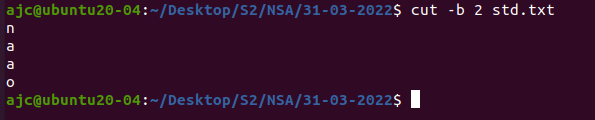 ajc@ubuntu20-04:~/Desktop/S2/NSA/31-03-2022$ cut -b 2 std.txt
n
a
a
o
ajc@ubuntu20-04:~/Desktop/S2/NSA/31-03-2022$